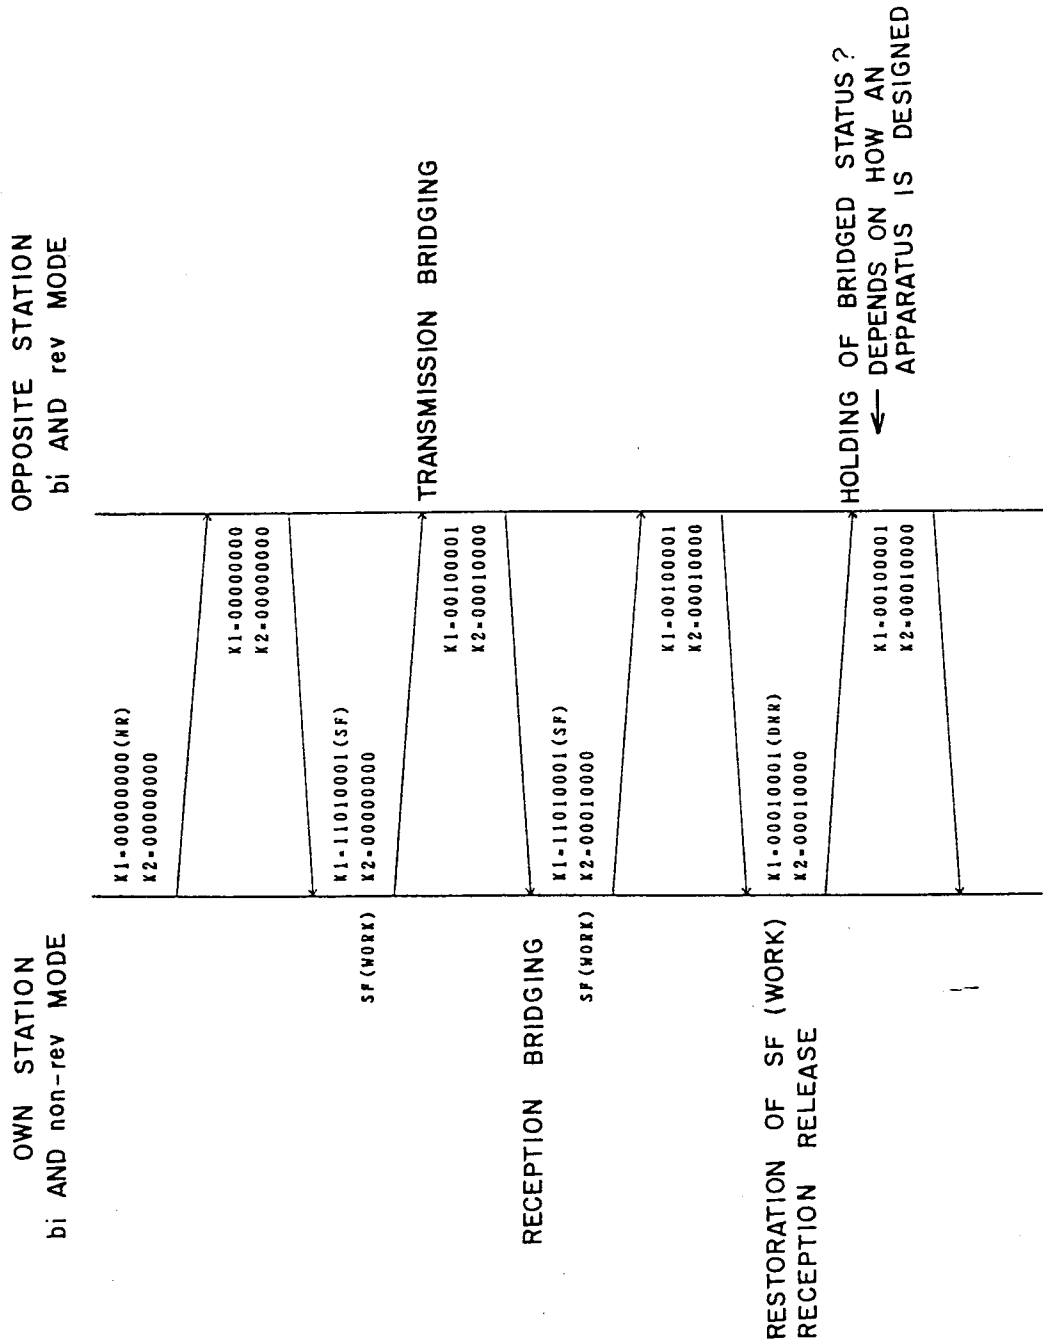 OWN STATION
bi AND non-rev MODE
OPPOSITE STATION
bi AND rev MODE
K1=00000000(NR)
K2=00000000
K1=00000000
K2=00000000
SF(WORK)
K1=11010001(SF)
K2=00000000
TRANSMISSION BRIDGING
K1=00100001
K2=00010000
RECEPTION BRIDGING
SF(WORK)
K1=11010001(SF)
K2=00010000
K1=00100001
K2=00010000
RESTORATION OF SF (WORK)
RECEPTION RELEASE
K1=00010001(DNR)
K2=00010000
HOLDING OF BRIDGED STATUS?
← DEPENDS ON HOW AN
APPARATUS IS DESIGNED
K1=00100001
K2=00010000